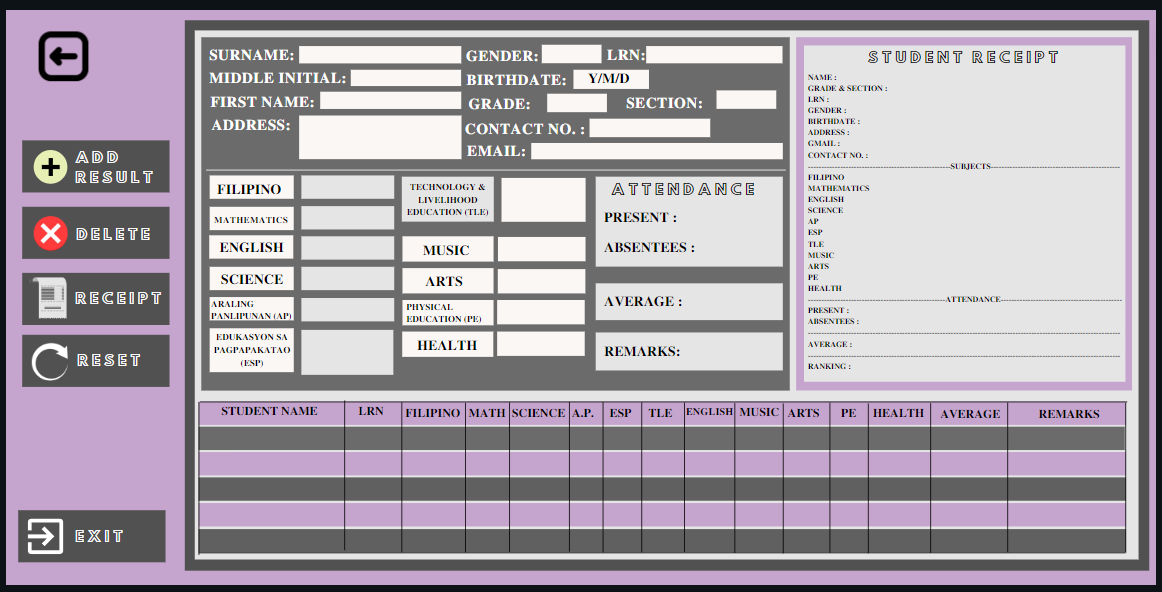 SURNAME: GENDER: LRN:
MIDDLE INITIAL: BIRTHDATE: Y/M/D
FIRST NAME: GRADE: SECTION:
ADDRESS: CONTACT NO. :
EMAIL:
ADD
RESULT
DELETE
RECEIPT
RESET
EXIT
FILIPINO
MATHEMATICS
ENGLISH
SCIENCE
ARALING
PANLIPUNAN (AP)
EDUKASYON SA
PAGPAPAKATAO
(ESP)
TECHNOLOGY &
LIVELIHOOD
EDUCATION (TLE)
MUSIC
ARTS
PHYSICAL
EDUCATION (PE)
HEALTH
ATTENDANCE
PRESENT :
ABSENTEES :
AVERAGE :
REMARKS:
STUDENT RECEIPT
NAME :
GRADE & SECTION :
LRN :
GENDER :
BIRTHDATE :
ADDRESS :
GMAIL :
CONTACT NO. :
SUBJECTS
FILIPINO
MATHEMATICS
ENGLISH
SCIENCE
AP
ESP
TLE
MUSIC
ARTS
PE
HEALTH
ATTENDANCE
PRESENT :
ABSENTEES :
AVERAGE :
RANKING :
STUDENT NAME LRN FILIPINO MATH SCIENCE A.P. ESP TLE ENGLISH MUSIC ARTS PE HEALTH AVERAGE REMARKS